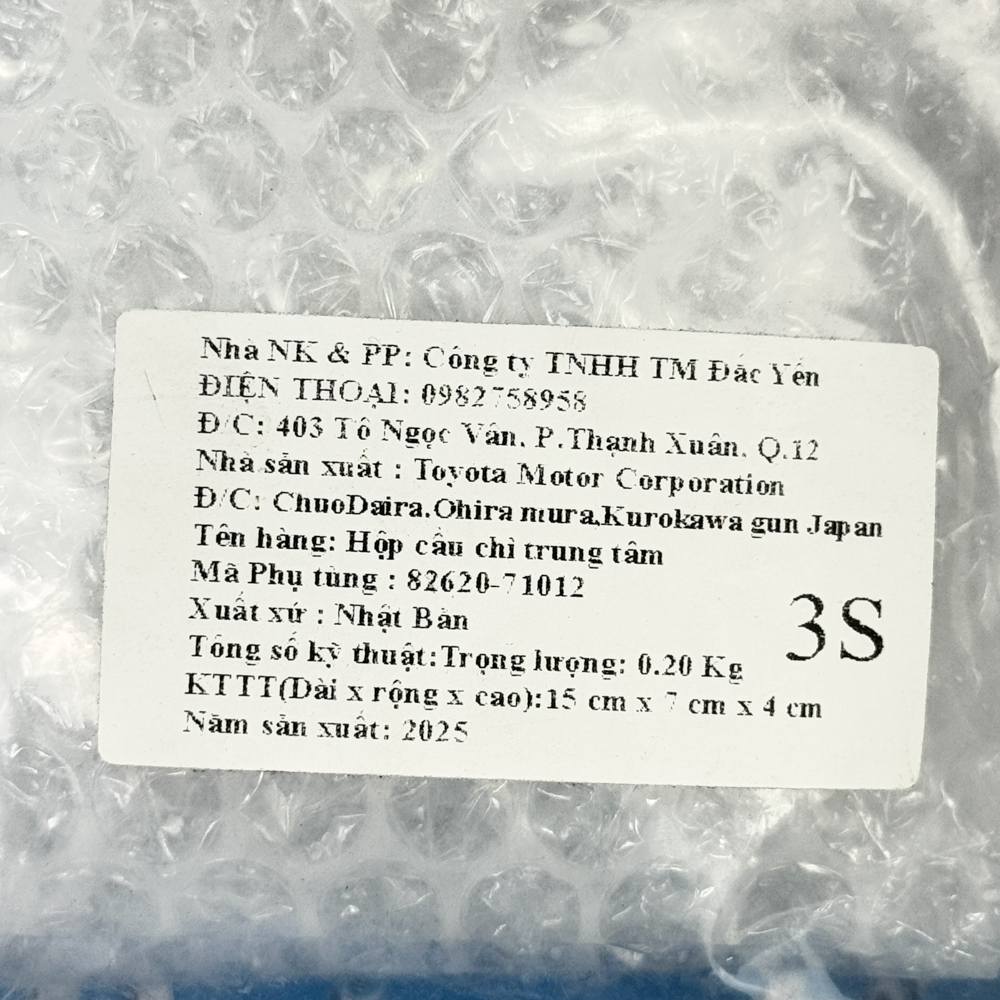 Nhà NK & PP: Công ty TNHH TM Đắc Yến
ĐIỆN THOẠI: 0982758958
Đ/C: 403 Tô Ngọc Vân. P.Thạnh Xuân. Q.12
Nhà sản xuất : Toyota Motor Corporation
Đ/C: ChuoDaira.Ohira mura,Kurokawa gun Japan
Tên hàng: Hộp cầu chì trung tâm
Mã Phụ tùng : 82620-71012
Xuất xứ : Nhật Bản
Tông số kỹ thuật:Trọng lượng: 0.20 Kg
3S
KTTT(Dài x rộng x cao):15 cm x 7 cm x 4 cm
Năm sản xuất: 2025